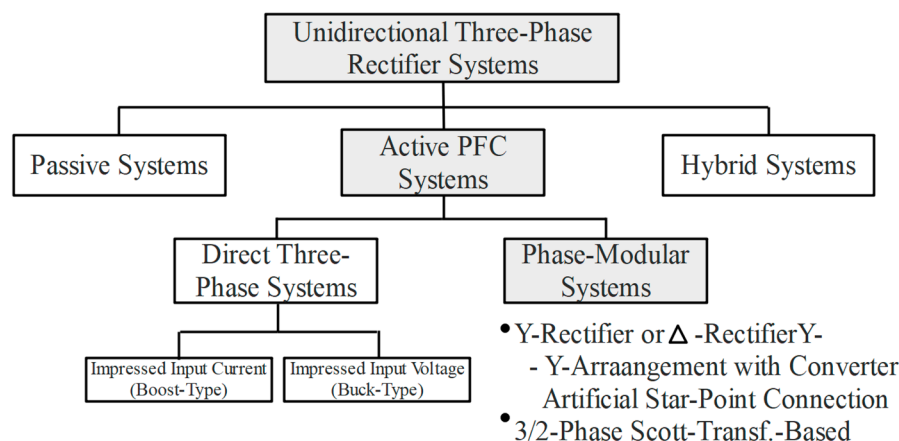 Unidirectional Three-Phase
Rectifier Systems
Passive Systems
Active PFC
Systems
Hybrid Systems
Direct Three-
Phase Systems
Phase-Modular
Systems
Impressed Input Current
(Boost-Type)
Impressed Input Voltage
(Buck-Type)
• Y-Rectifier or Δ -RectifierY-
- Y-Arraangement with Converter
Artificial Star-Point Connection
• 3/2-Phase Scott-Transf.-Based